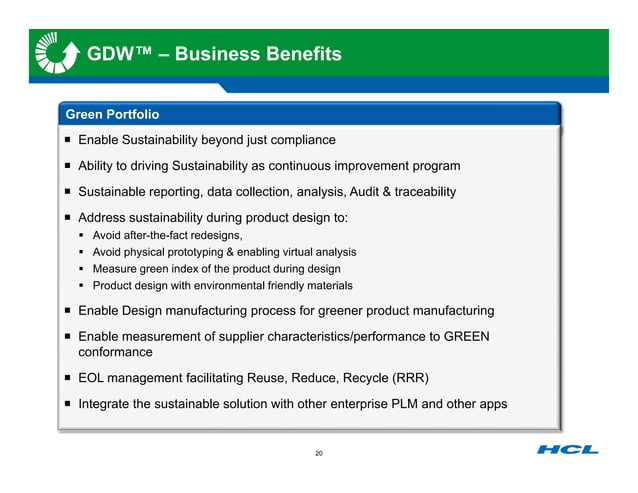 GDW™ – Business Benefits
Green Portfolio
▪ Enable Sustainability beyond just compliance
▪ Ability to driving Sustainability as continuous improvement program
▪ Sustainable reporting, data collection, analysis, Audit & traceability
▪ Address sustainability during product design to:
▪ Avoid after-the-fact redesigns,
▪ Avoid physical prototyping & enabling virtual analysis
▪ Measure green index of the product during design
▪ Product design with environmental friendly materials
▪ Enable Design manufacturing process for greener product manufacturing
▪ Enable measurement of supplier characteristics/performance to GREEN
conformance
▪ EOL management facilitating Reuse, Reduce, Recycle (RRR)
▪ Integrate the sustainable solution with other enterprise PLM and other apps
20
HCL